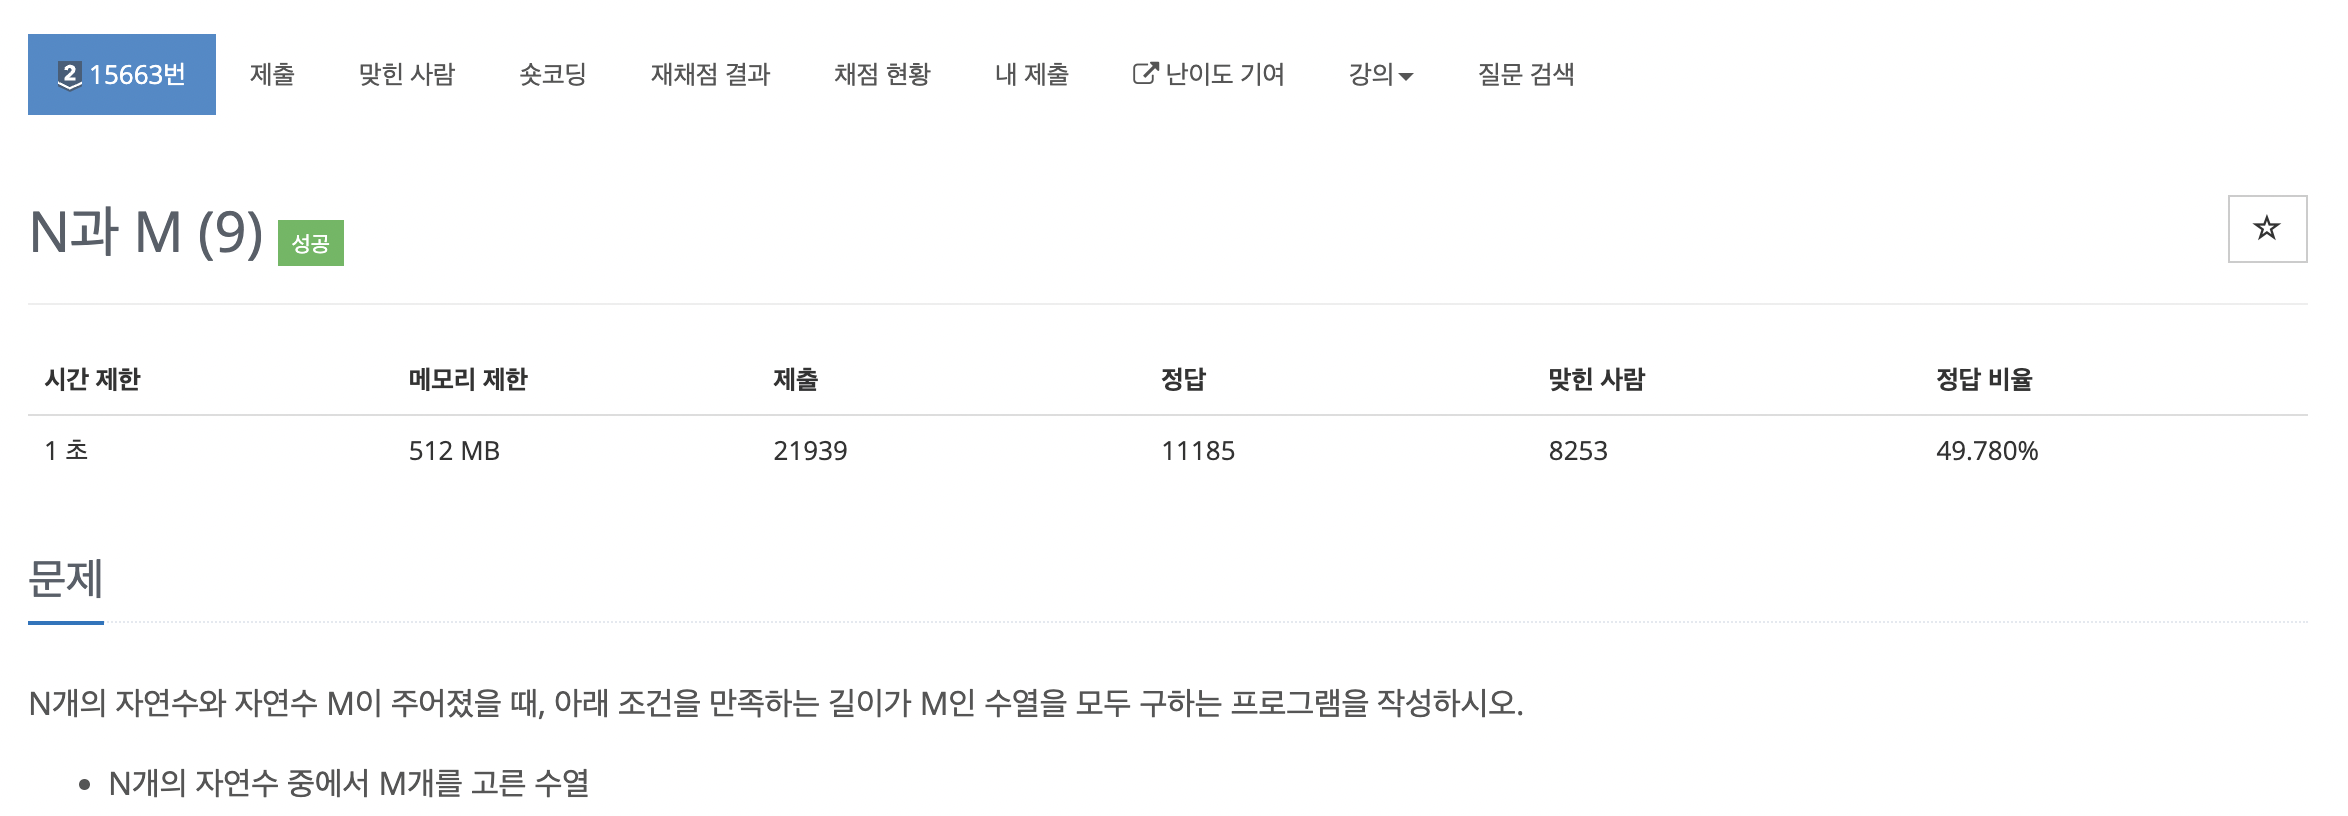 2 15663번 제출 맞힌 사람 숏코딩 재채점 결과 채점 현황 내 제출 난이도 기여 강의 질문 검색
N과 M (9) 성공
시간 제한 메모리 제한 제출 정답 맞힌 사람 정답 비율
1 초 512 MB 21939 11185 8253 49.780%
문제
N개의 자연수와 자연수 M이 주어졌을 때, 아래 조건을 만족하는 길이가 M인 수열을 모두 구하는 프로그램을 작성하시오.
• N개의 자연수 중에서 M개를 고른 수열